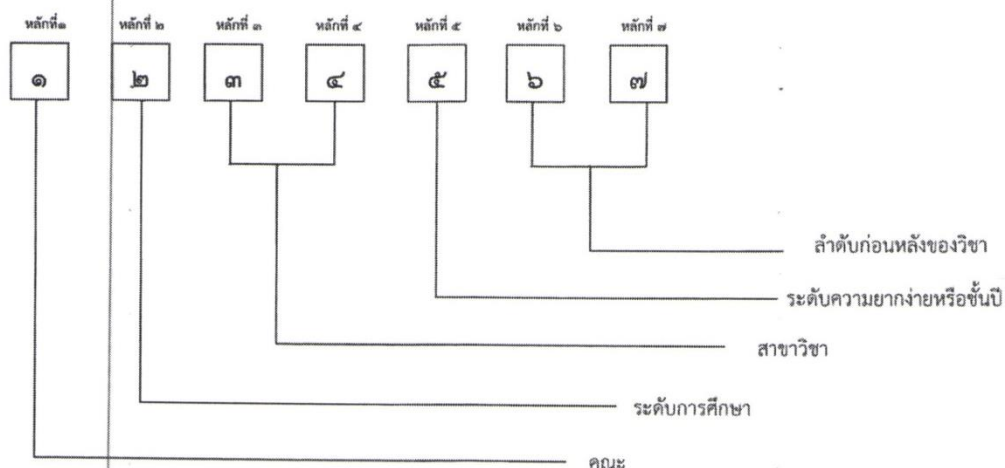 หลักที่๑ หลักที่ ๒ หลักที่ ๓ หลักที่ ๔ หลักที่ ๕ หลักที่ ๖ หลักที่ ๗
๑ ๒ ๓ ๔ ๕ ๖ ๗
ลำดับก่อนหลังของวิชา
ระดับความยากง่ายหรือชั้นปี
สาขาวิชา
ระดับการศึกษา
คณะ